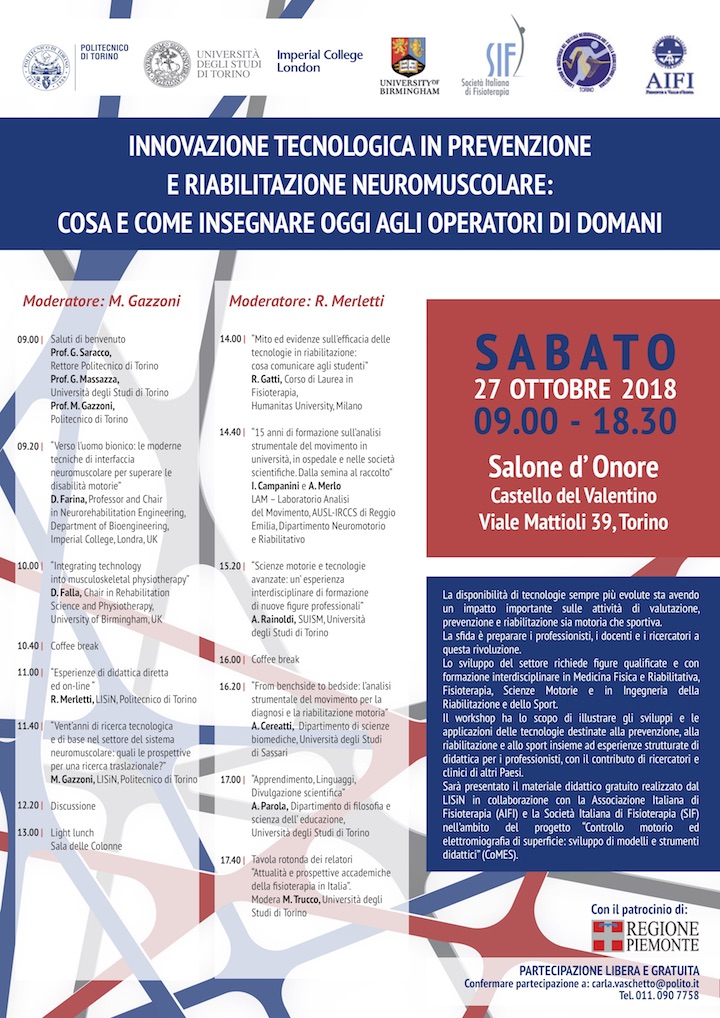 POLITECNICO
DI TORINO
UNIVERSITÀ
DEGLI STUDI
DI TORINO
Imperial College
London
UNIVERSITY OF
BIRMINGHAM
SIF
Società Italiana
di Fisioterapia
TORINO
AIFI
PIEMONTE e VALLE D'AOSTA
INNOVAZIONE TECNOLOGICA IN PREVENZIONE
E RIABILITAZIONE NEUROMUSCOLARE:
COSA E COME INSEGNARE OGGI AGLI OPERATORI DI DOMANI
Moderatore: M. Gazzoni
09.00 | Saluti di benvenuto
Prof. G. Saracco,
Rettore Politecnico di Torino
Prof. G. Massazza,
Università degli Studi di Torino
Prof. M. Gazzoni,
Politecnico di Torino
09.20 | "Verso l'uomo bionico: le moderne
tecniche di interfaccia
neuromuscolare per superare le
disabilità motorie"
D. Farina, Professor and Chair
in Neurorehabilitation Engineering,
Department of Bioengineering,
Imperial College, Londra, UK
10.00 | "Integrating technology
into musculoskeletal physiotherapy"
D. Falla, Chair in Rehabilitation
Science and Physiotherapy,
University of Birmingham, UK
10.40 | Coffee break
11.00 | "Esperienze di didattica diretta
ed on-line "
R. Merletti, LISiN, Politecnico di Torino
11.40 | "Vent'anni di ricerca tecnologica
e di base nel settore del sistema
neuromuscolare: quali le prospettive
per una ricerca traslazionale?"
M. Gazzoni, LISiN, Politecnico di Torino
12.20 | Discussione
13.00 | Light lunch
Sala delle Colonne
Moderatore: R. Merletti
14.00 | "Mito ed evidenze sull'efficacia delle
tecnologie in riabilitazione:
cosa comunicare agli studenti"
R. Gatti, Corso di Laurea in
Fisioterapia,
Humanitas University, Milano
14.40 | "15 anni di formazione sull'analisi
strumentale del movimento in
università, in ospedale e nelle società
scientifiche. Dalla semina al raccolto"
I. Campanini e A. Merlo
LAM – Laboratorio Analisi
del Movimento, AUSL-IRCCS di Reggio
Emilia, Dipartimento Neuromotorio
e Riabilitativo
15.20 | "Scienze motorie e tecnologie
avanzate: un' esperienza
interdisciplinare di formazione
di nuove figure professionali"
A. Rainoldi, SUISM, Università
degli Studi di Torino
16.00 | Coffee break
16.20 | "From benchside to bedside: l'analisi
strumentale del movimento per la
diagnosi e la riabilitazione motoria"
A. Cereatti, Dipartimento di scienze
biomediche, Università degli Studi
di Sassari
17.00 | "Apprendimento, Linguaggi,
Divulgazione scientifica"
A. Parola, Dipartimento di filosofia e
scienza dell' educazione,
Università degli Studi di Torino
17.40 | Tavola rotonda dei relatori
"Attualità e prospettive accademiche
della fisioterapia in Italia".
Modera M. Trucco, Università degli
Studi di Torino
SABATO
27 OTTOBRE 2018
09.00 - 18.30
Salone d' Onore
Castello del Valentino
Viale Mattioli 39, Torino
La disponibilità di tecnologie sempre più evolute sta avendo
un impatto importante sulle attività di valutazione,
prevenzione e riabilitazione sia motoria che sportiva.
La sfida è preparare i professionisti, i docenti e i ricercatori a
questa rivoluzione.
Lo sviluppo del settore richiede figure qualificate e con
formazione interdisciplinare in Medicina Fisica e Riabilitativa,
Fisioterapia, Scienze Motorie e in Ingegneria della
Riabilitazione e dello Sport.
Il workshop ha lo scopo di illustrare gli sviluppi e le
applicazioni delle tecnologie destinate alla prevenzione, alla
riabilitazione e allo sport insieme ad esperienze strutturate di
didattica per i professionisti, con il contributo di ricercatori e
clinici di altri Paesi.
Sarà presentato il materiale didattico gratuito realizzato dal
LISiN in collaborazione con la Associazione Italiana di
Fisioterapia (AIFI) e la Società Italiana di Fisioterapia (SIF)
nell'ambito del progetto "Controllo motorio ed
elettromiografia di superficie: sviluppo di modelli e strumenti
didattici" (CoMES).
Con il patrocinio di:
REGIONE
PIEMONTE
PARTECIPAZIONE LIBERA E GRATUITA
Confermare partecipazione a: carla.vaschetto@polito.it
Tel. 011. 090 7758